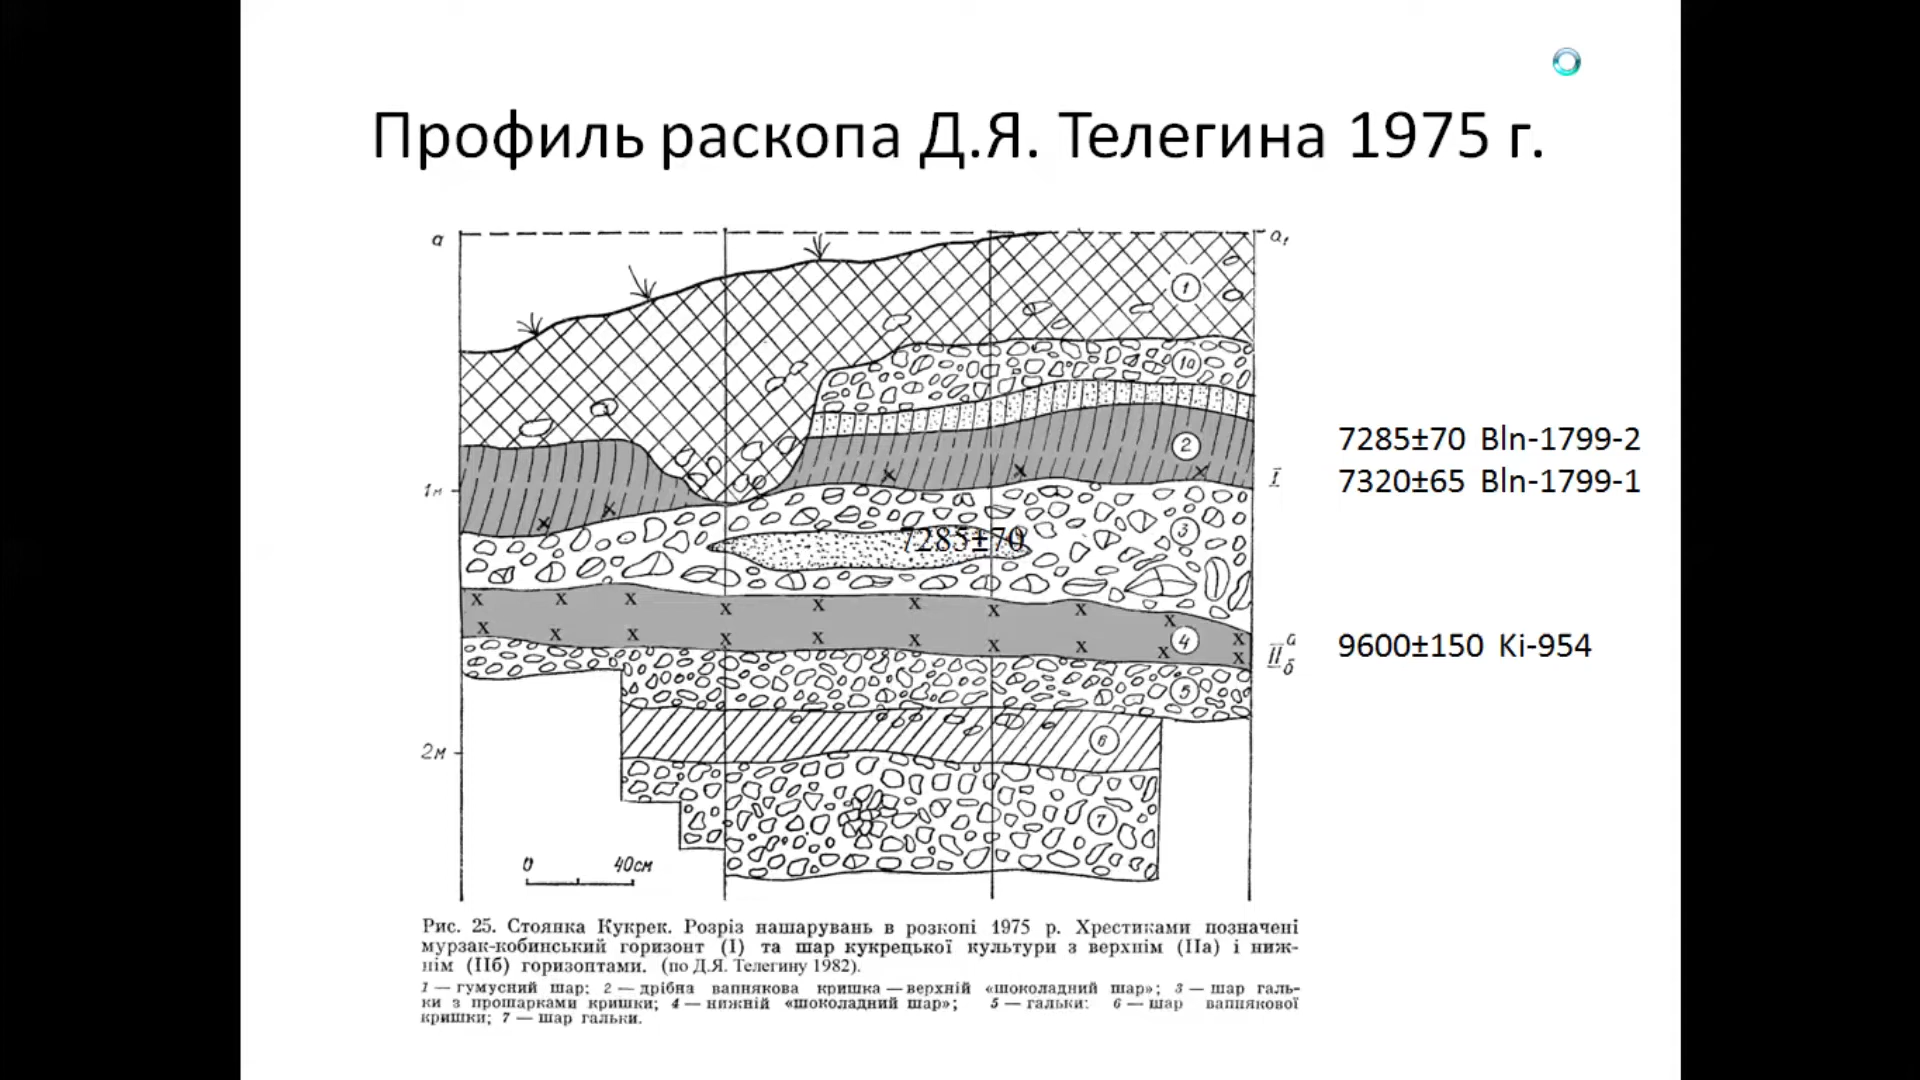 Профиль раскопа Д.Я. Телегина 1975 г.
а
а₁
1
1а
2
7285±70 Bln-1799-2
I
7320±65 Bln-1799-1
1м
3
7285±70
x x x x x x x x x x
x x x x x x x x x x
4
IIаб
9600±150 Ki-954
5
6
2м
7
0 40см
Рис. 25. Стоянка Кукрек. Розріз нашарувань в розкопі 1975 р. Хрестиками позначені
мурзак-кобинський горизонт (I) та шар кукрецької культури з верхнім (IIа) і ниж-
нім (IIб) горизонтами. (по Д.Я. Телегину 1982).
1 — гумусний шар; 2 — дрібна вапнякова кришка — верхній «шоколадний шар»; 3 — шар галь-
ки з прошарками кришки; 4 — нижній «шоколадний шар»; 5 — гальки: 6 — шар вапнякової
кришки; 7 — шар гальки.